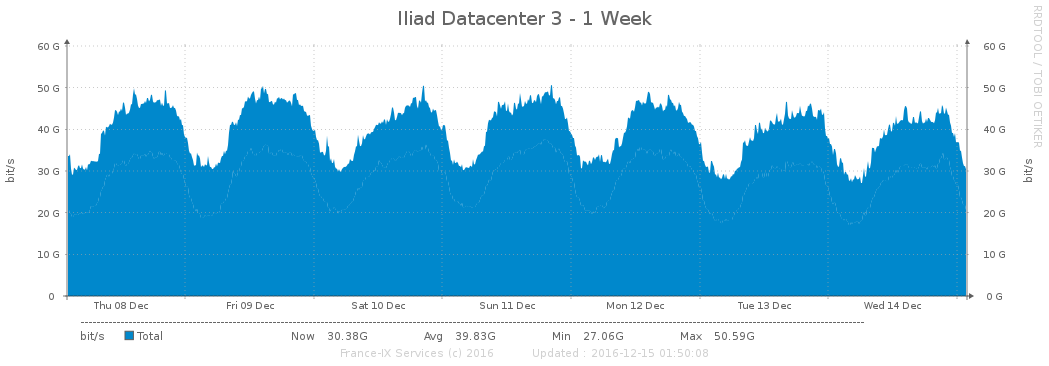 Iliad Datacenter 3 - 1 Week
RRDTOOL / TOBI OETIKER
60 G 60 G
50 G 50 G
40 G 40 G
30 G 30 G
20 G 20 G
10 G 10 G
0 0 G
bit/s bit/s
Thu 08 Dec Fri 09 Dec Sat 10 Dec Sun 11 Dec Mon 12 Dec Tue 13 Dec Wed 14 Dec
bit/s Total Now 30.38G Avg 39.83G Min 27.06G Max 50.59G
France-IX Services (c) 2016 Updated : 2016-12-15 01:50:08